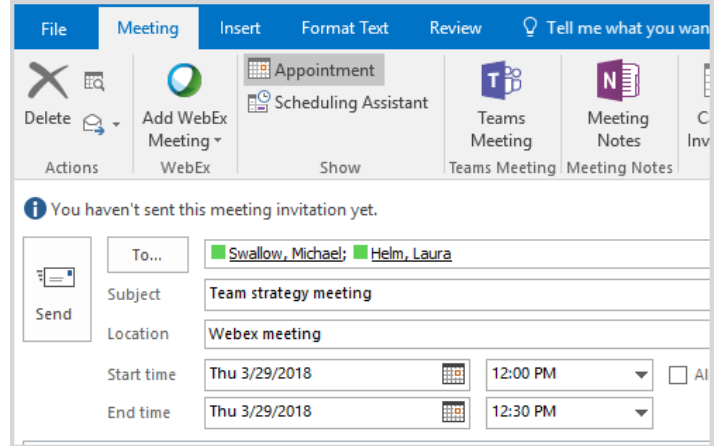 File Meeting Insert Format Text Review Tell me what you wan
Delete Add WebEx Meeting Appointment Scheduling Assistant Teams Meeting Meeting Notes
Actions WebEx Show Teams Meeting Meeting Notes
You haven't sent this meeting invitation yet.
Send
To... Swallow, Michael; Helm, Laura
Subject Team strategy meeting
Location Webex meeting
Start time Thu 3/29/2018 12:00 PM
End time Thu 3/29/2018 12:30 PM